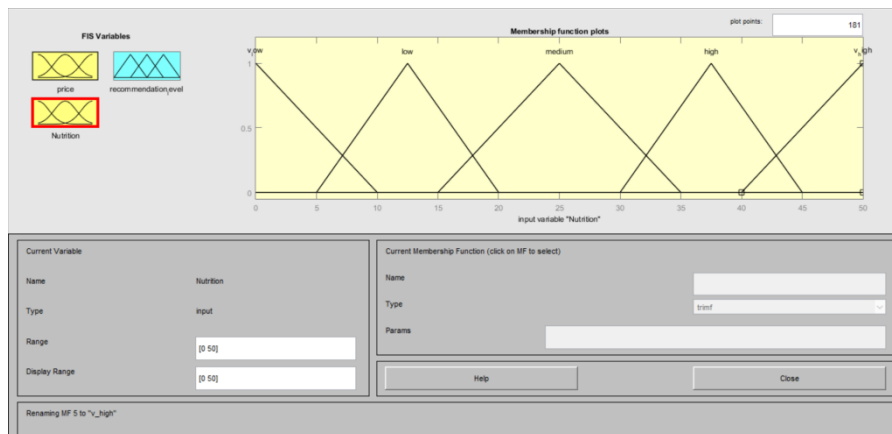 FIS Variables
price
recommendation_level
Nutrition
Membership function plots
plot points:
181
v_low
low
medium
high
v_high
1
0.5
0
0
5
10
15
20
25
30
35
40
45
50
input variable "Nutrition"
Current Variable
Name
Nutrition
Type
input
Range
[0 50]
Display Range
[0 50]
Current Membership Function (click on MF to select)
Name
Type
trimf
Params
Help
Close
Renaming MF 5 to "v_high"